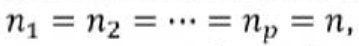 n₁ = n₂ = ⋯ = nₚ = n,